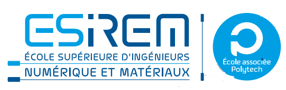 ESIREM
ÉCOLE SUPÉRIEURE D'INGÉNIEURS
NUMÉRIQUE ET MATÉRIAUX
École associée
Polytech